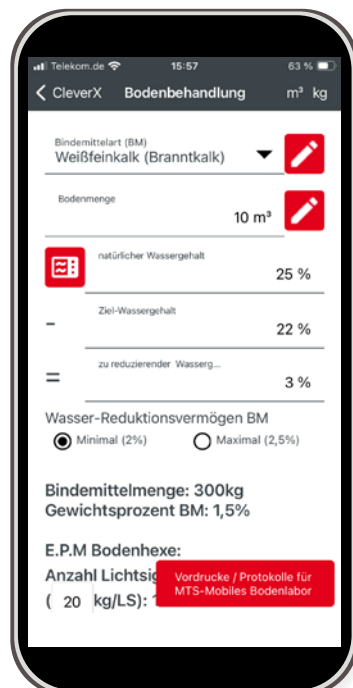 Telekom.de 15:57 63 %
CleverX Bodenbehandlung m³ kg
Bindemittelart (BM)
Weißfeinkalk (Branntkalk)
Bodenmenge
10 m³
natürlicher Wassergehalt
25 %
Ziel-Wassergehalt
- 22 %
zu reduzierender Wasserg...
= 3 %
Wasser-Reduktionsvermögen BM
Minimal (2%) Maximal (2,5%)
Bindemittelmenge: 300kg
Gewichtsprozent BM: 1,5%
E.P.M Bodenhexe:
Anzahl Lichtsig
( 20 kg/LS):
Vordrucke / Protokolle für
MTS-Mobiles Bodenlabor